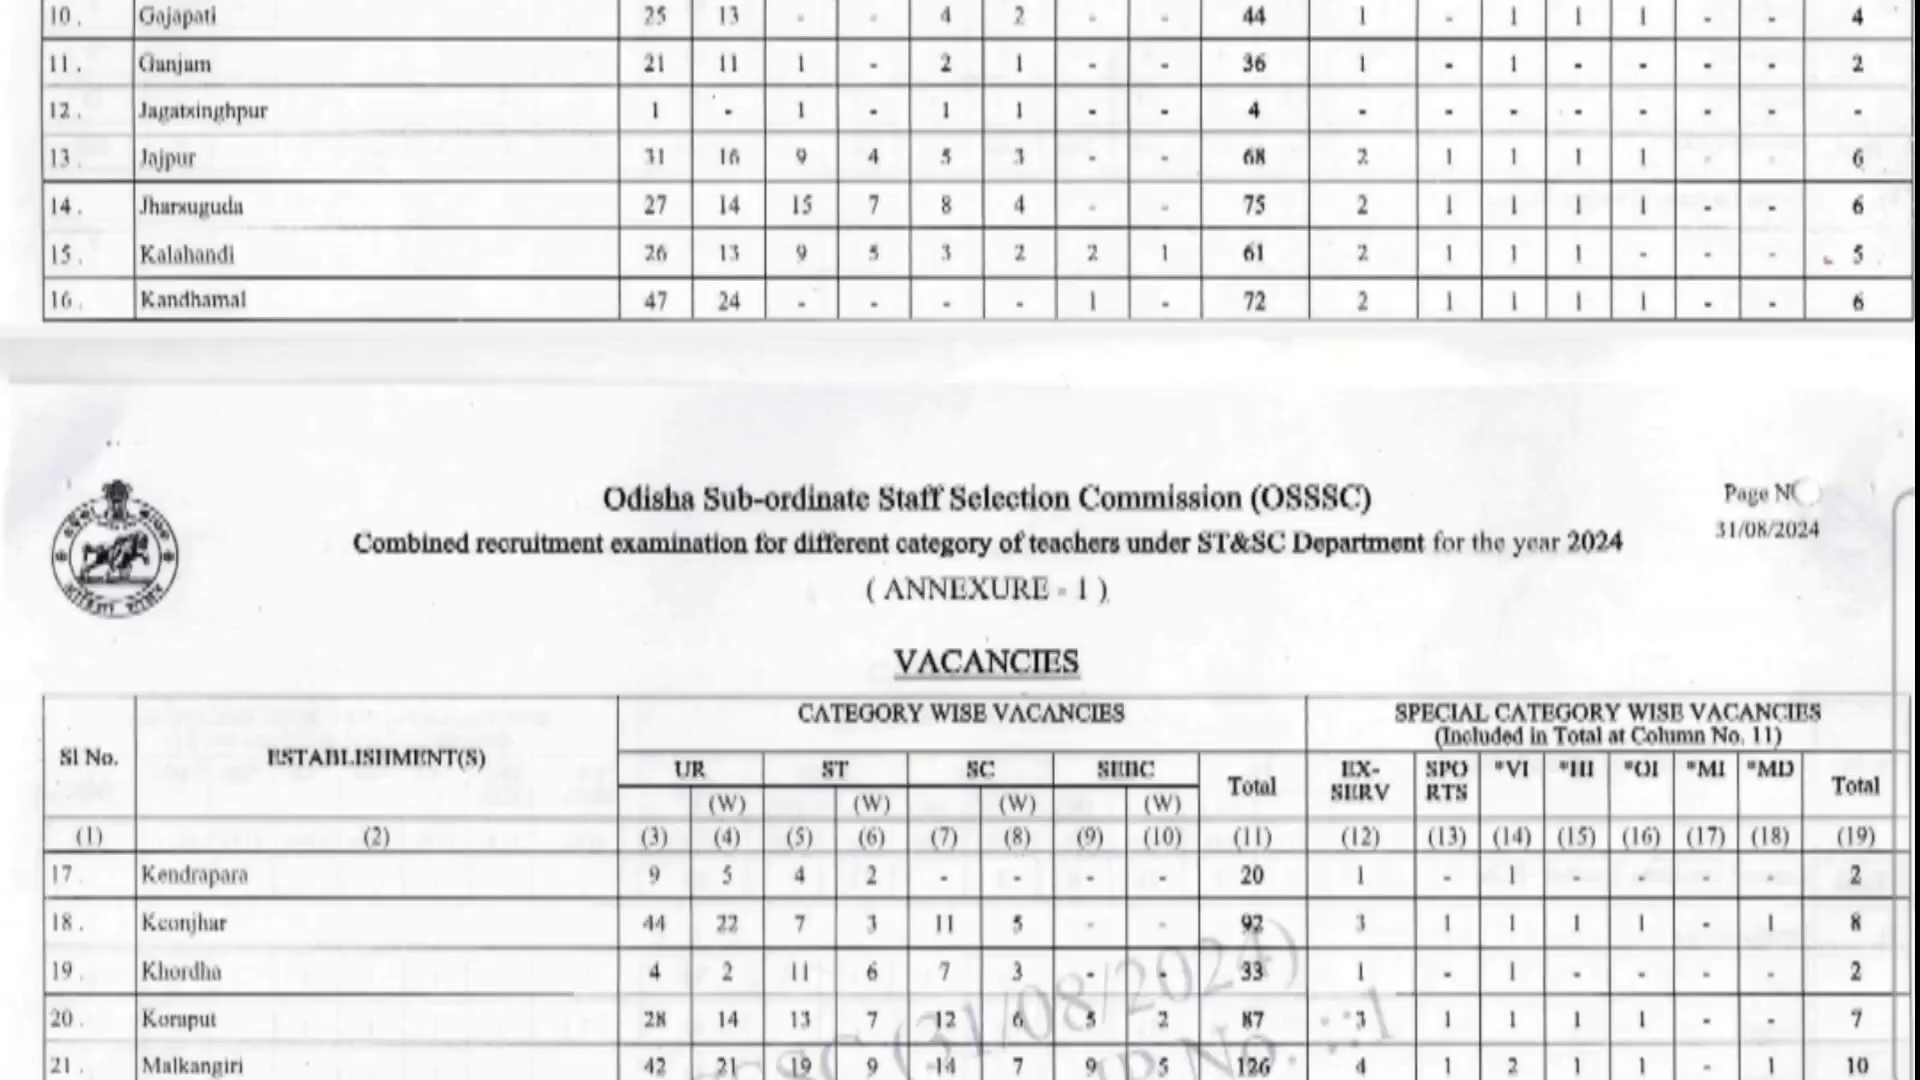 10. Gajapati 25 13 - - 4 2 - - 44 1 - 1 1 1 - - 4
11. Ganjam 21 11 1 - 2 1 - - 36 1 - 1 - - - - 2
12. Jagatxinghpur 1 - 1 - 1 1 - - 4 - - - - - - - -
13. Jajpur 31 16 9 4 5 3 - - 68 2 1 1 1 1 - - 6
14. Jharsuguda 27 14 15 7 8 4 - - 75 2 1 1 1 1 - - 6
15. Kalahandi 26 13 9 5 3 2 2 1 61 2 1 1 1 - - - 5
16. Kandhamal 47 24 - - - - 1 - 72 2 1 1 1 1 - - 6
Odisha Sub-ordinate Staff Selection Commission (OSSSC)
Page N
Combined recruitment examination for different category of teachers under ST&SC Department for the year 2024
31/08/2024
( ANNEXURE - 1 )
VACANCIES
Sl No. ESTABLISHMENT(S) CATEGORY WISE VACANCIES SPECIAL CATEGORY WISE VACANCIES
(Included in Total at Column No. 11)
UR ST SC SEBC Total EX-SERV SPORTS *VI *HI *OI *MI *MD Total
(W) (W) (W) (W)
(1) (2) (3) (4) (5) (6) (7) (8) (9) (10) (11) (12) (13) (14) (15) (16) (17) (18) (19)
17. Kendrapara 9 5 4 2 - - - - 20 1 - 1 - - - - 2
18. Keonjhar 44 22 7 3 11 5 - - 92 3 1 1 1 1 - 1 8
19. Khordha 4 2 11 6 7 3 - - 33 1 - 1 - - - - 2
20. Koraput 28 14 13 7 12 6 5 2 87 3 1 1 1 1 - - 7
21. Malkangiri 42 21 19 9 14 7 9 5 126 4 1 2 1 1 - 1 10
(31/08/2024)